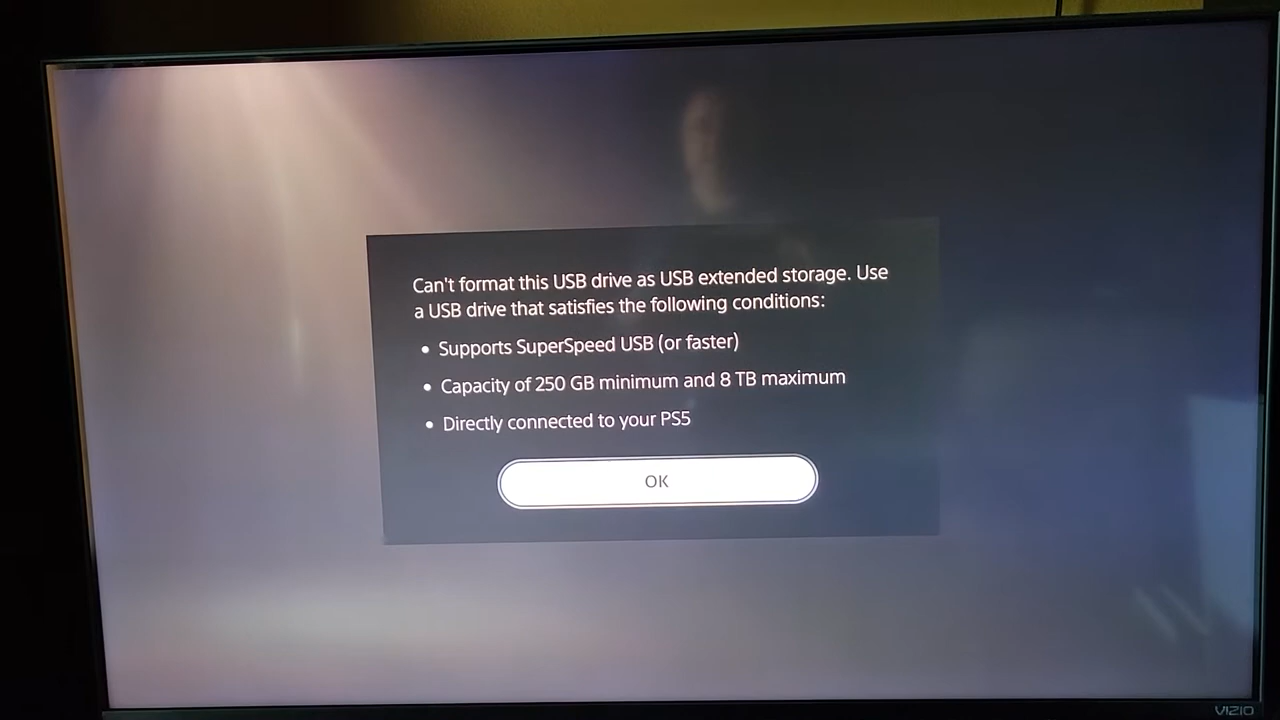 Can't format this USB drive as USB extended storage. Use
a USB drive that satisfies the following conditions:
• Supports SuperSpeed USB (or faster)
• Capacity of 250 GB minimum and 8 TB maximum
• Directly connected to your PS5
OK
VIZIO